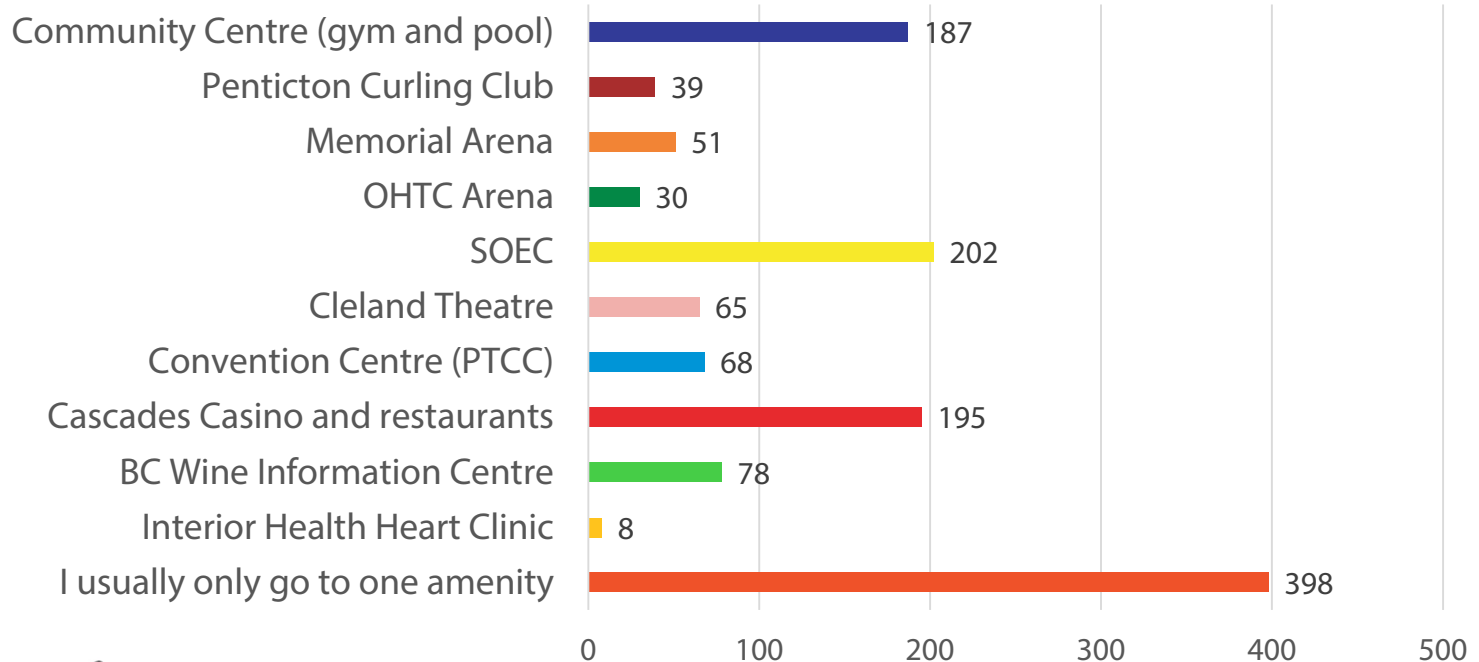 Community Centre (gym and pool) 187
Penticton Curling Club 39
Memorial Arena 51
OHTC Arena 30
SOEC 202
Cleland Theatre 65
Convention Centre (PTCC) 68
Cascades Casino and restaurants 195
BC Wine Information Centre 78
Interior Health Heart Clinic 8
I usually only go to one amenity 398
0 100 200 300 400 500